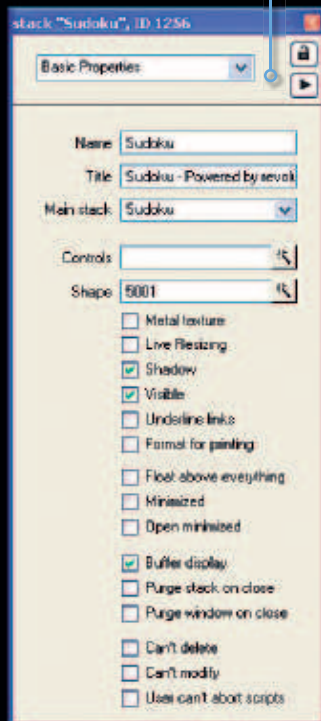 stack "Sudoku", ID 1286
Basic Properties
Name Sudoku
Title Sudoku - Powered by revolu
Main stack Sudoku
Controls
Shape 5001
Metal texture
Live Resizing
Shadow
Visible
Underline links
Format for printing
Float above everything
Minimized
Open minimized
Buffer display
Purge stack on close
Purge window on close
Can't delete
Can't modify
User can't abort scripts